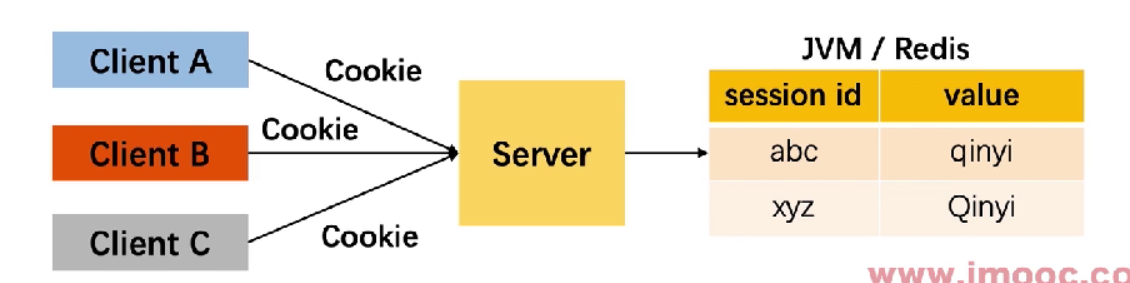 Client A
Cookie
Client B
Cookie
Client C
Cookie
Server
JVM / Redis
session id value
abc qinyi
xyz Qinyi
www.imooc.co